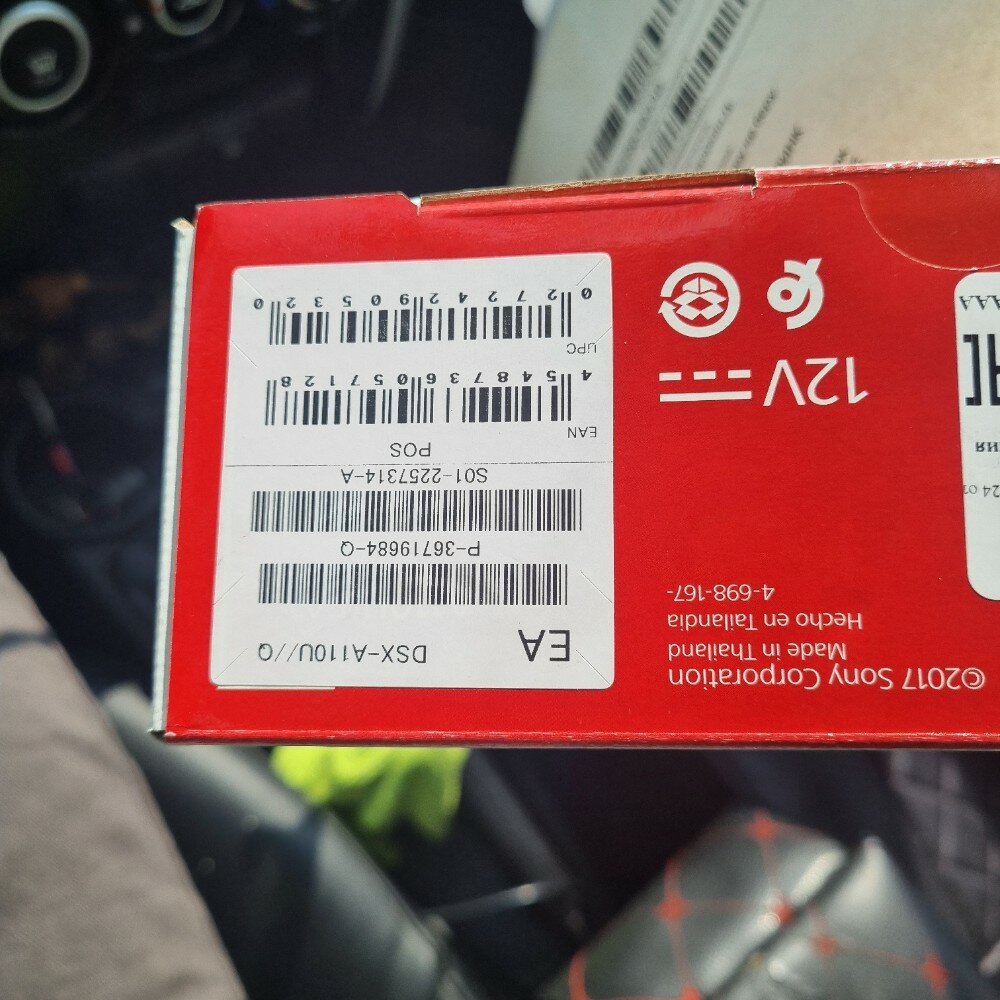 ©2017 Sony Corporation
Made in Thailand
Hecho en Tailandia
4-698-167-
12V
EA DSX-A110U//Q
P-36719684-Q
S01-2257314-A
POS
EAN
4 548736 057128
UPC
0 27242 90532 0